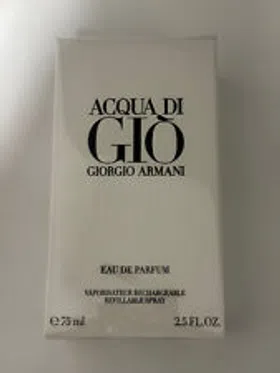 ACQUA DI
GIÒ
GIORGIO ARMANI
EAU DE PARFUM
VAPORISATEUR RECHARGEABLE
REFILLABLE SPRAY
e 75 ml 2.5 FL. OZ.